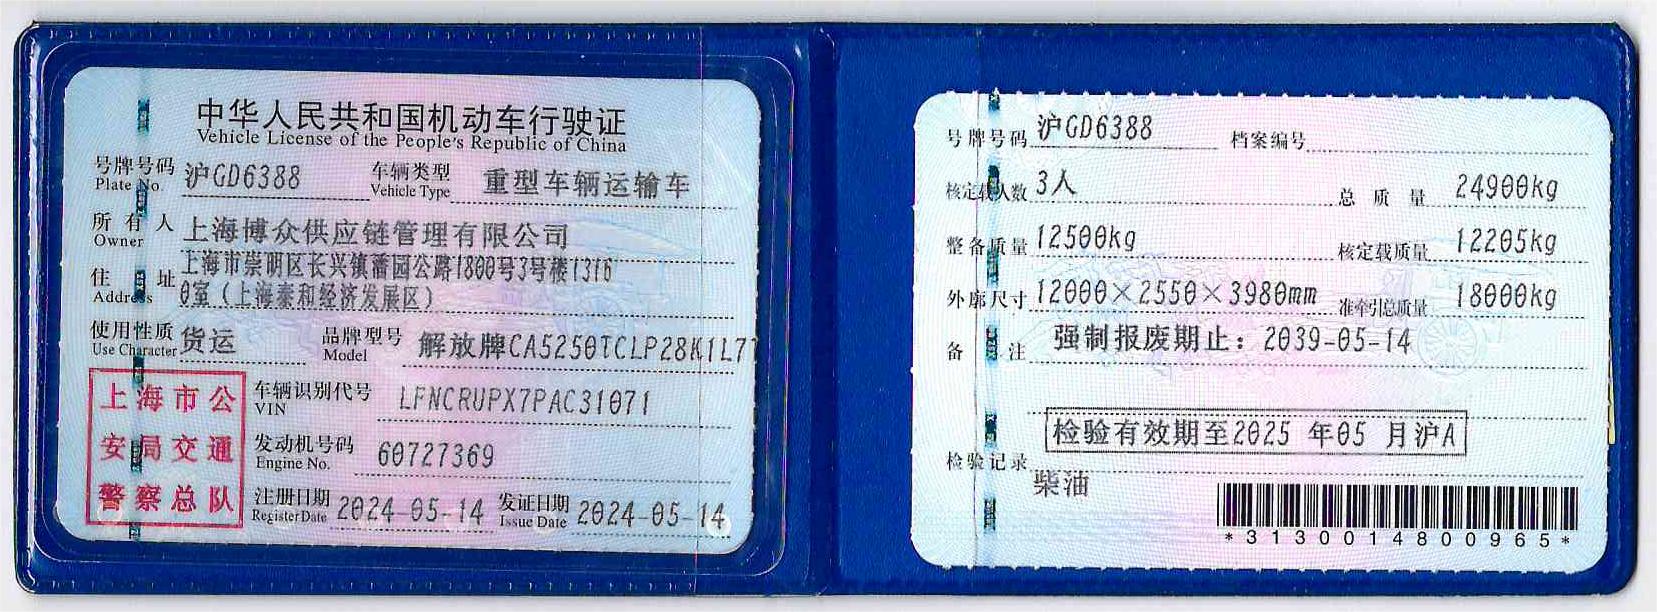 中华人民共和国机动车行驶证
Vehicle License of the People's Republic of China
号牌号码 沪GD6388 车辆类型 重型车辆运输车
Plate No Vehicle Type
所有人 上海博众供应链管理有限公司
Owner
住址 上海市崇明区长兴镇潘园公路1800号3号楼1316
Address 0室（上海泰和经济发展区）
使用性质 货运 品牌型号 解放牌CA5250TCLP28K1L7T
Use Character Model
上海市公
安局交通
警察总队
车辆识别代号 LFNCRUPX7PAC31071
VIN
发动机号码 60727369
Engine No.
注册日期 2024-05-14 发证日期 2024-05-14
Register Date Issue Date
号牌号码 沪GD6388 档案编号
核定载人数 3人 总质量 24900kg
整备质量 12500kg 核定载质量 12205kg
外廓尺寸 12000×2550×3980mm 准牵引总质量 18000kg
备注 强制报废期止：2039-05-14
检验有效期至2025 年05 月沪A
检验记录
柴油
*3130014800965*